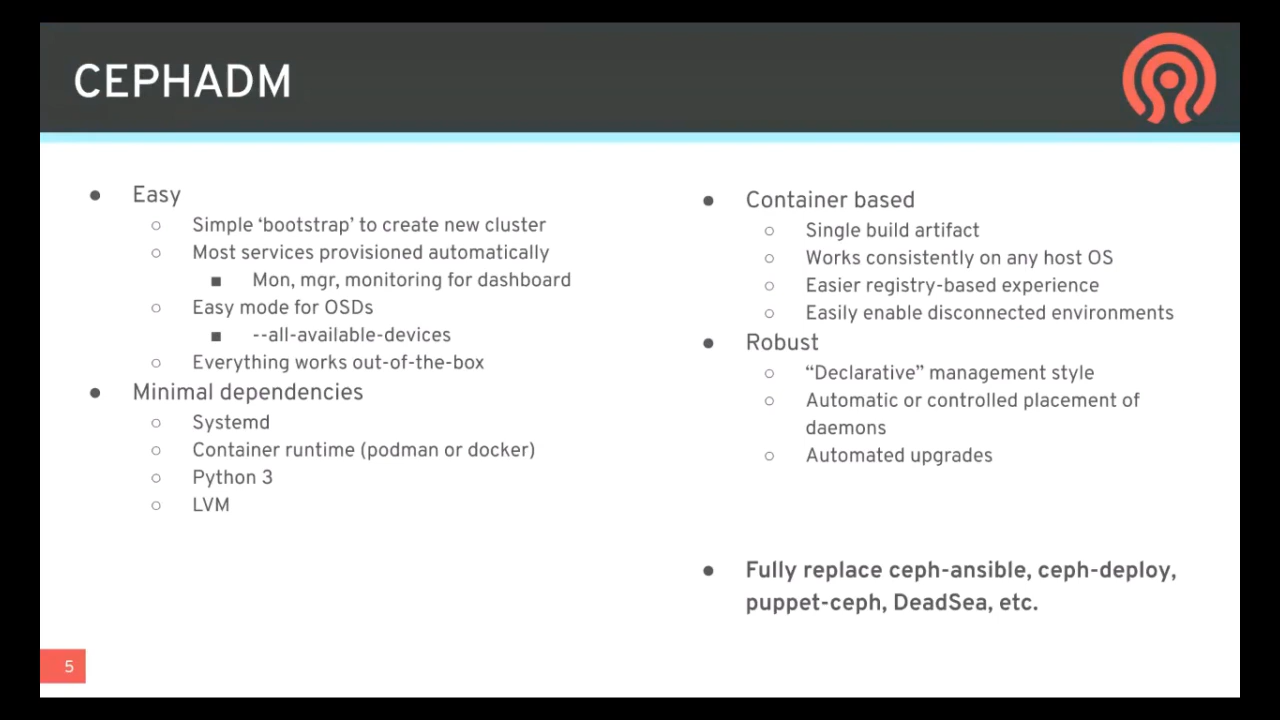 CEPHADM
● Easy
○ Simple ‘bootstrap’ to create new cluster
○ Most services provisioned automatically
■ Mon, mgr, monitoring for dashboard
○ Easy mode for OSDs
■ --all-available-devices
○ Everything works out-of-the-box
● Minimal dependencies
○ Systemd
○ Container runtime (podman or docker)
○ Python 3
○ LVM
● Container based
○ Single build artifact
○ Works consistently on any host OS
○ Easier registry-based experience
○ Easily enable disconnected environments
● Robust
○ “Declarative” management style
○ Automatic or controlled placement of
daemons
○ Automated upgrades
● Fully replace ceph-ansible, ceph-deploy,
puppet-ceph, DeadSea, etc.
5